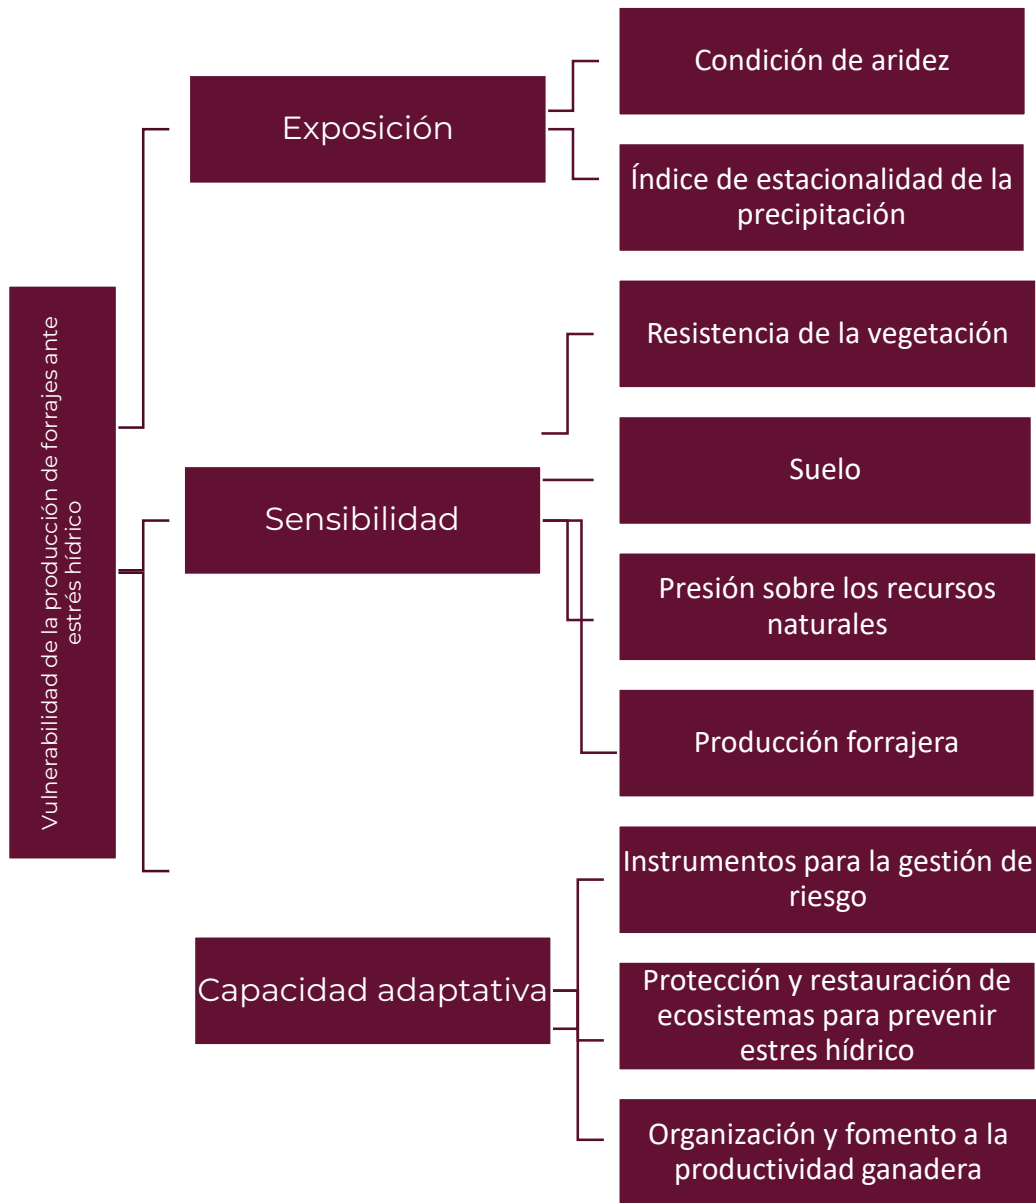 Vulnerabilidad de la producción de forrajes ante
estrés hídrico
Exposición
Condición de aridez
Índice de estacionalidad de la
precipitación
Sensibilidad
Resistencia de la vegetación
Suelo
Presión sobre los recursos
naturales
Producción forrajera
Capacidad adaptativa
Instrumentos para la gestión de
riesgo
Protección y restauración de
ecosistemas para prevenir
estres hídrico
Organización y fomento a la
productividad ganadera